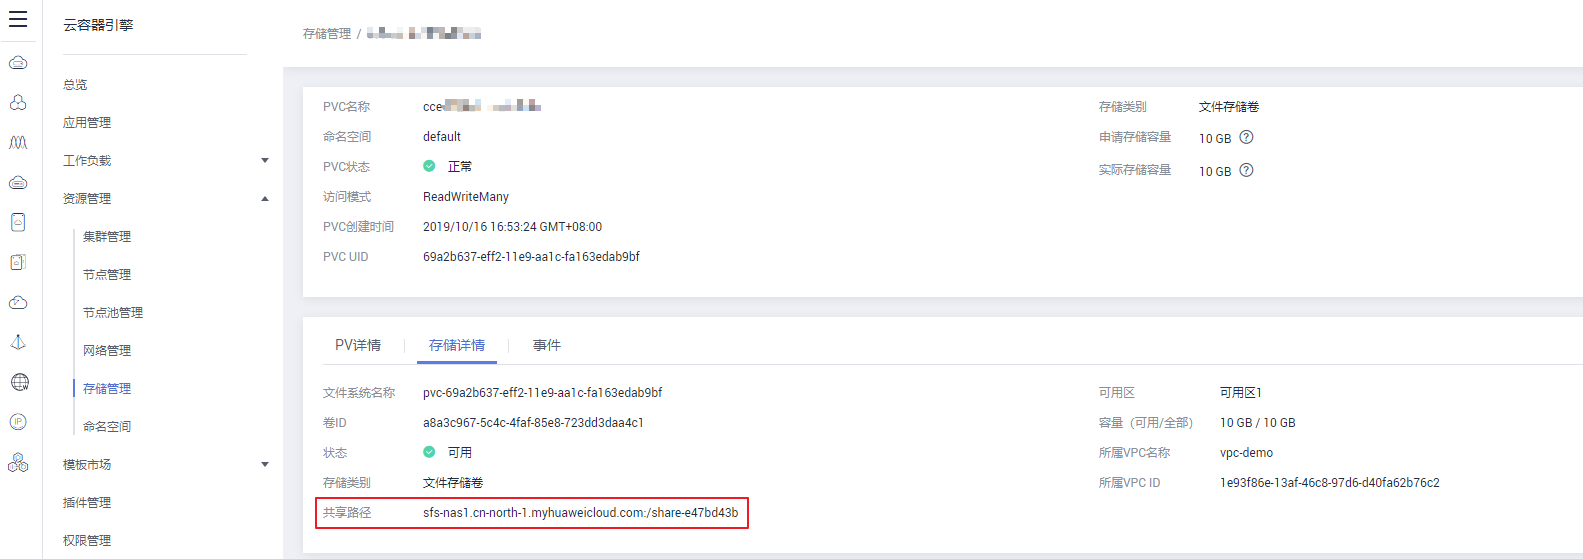 云容器引擎
总览
应用管理
工作负载
资源管理
集群管理
节点管理
节点池管理
网络管理
存储管理
命名空间
模板市场
插件管理
权限管理
存储管理 /
PVC名称 cce
命名空间 default
PVC状态 正常
访问模式 ReadWriteMany
PVC创建时间 2019/10/16 16:53:24 GMT+08:00
PVC UID 69a2b637-eff2-11e9-aa1c-fa163edab9bf
存储类别 文件存储卷
申请存储容量 10 GB ?
实际存储容量 10 GB ?
PV详情 存储详情 事件
文件系统名称 pvc-69a2b637-eff2-11e9-aa1c-fa163edab9bf
卷ID a8a3c967-5c4c-4faf-85e8-723dd3daa4c1
状态 可用
存储类别 文件存储卷
共享路径 sfs-nas1.cn-north-1.myhuaweicloud.com:/share-e47bd43b
可用区 可用区1
容量（可用/全部） 10 GB / 10 GB
所属VPC名称 vpc-demo
所属VPC ID 1e93f86e-13af-46c8-97d6-d40fa62b76c2
IP